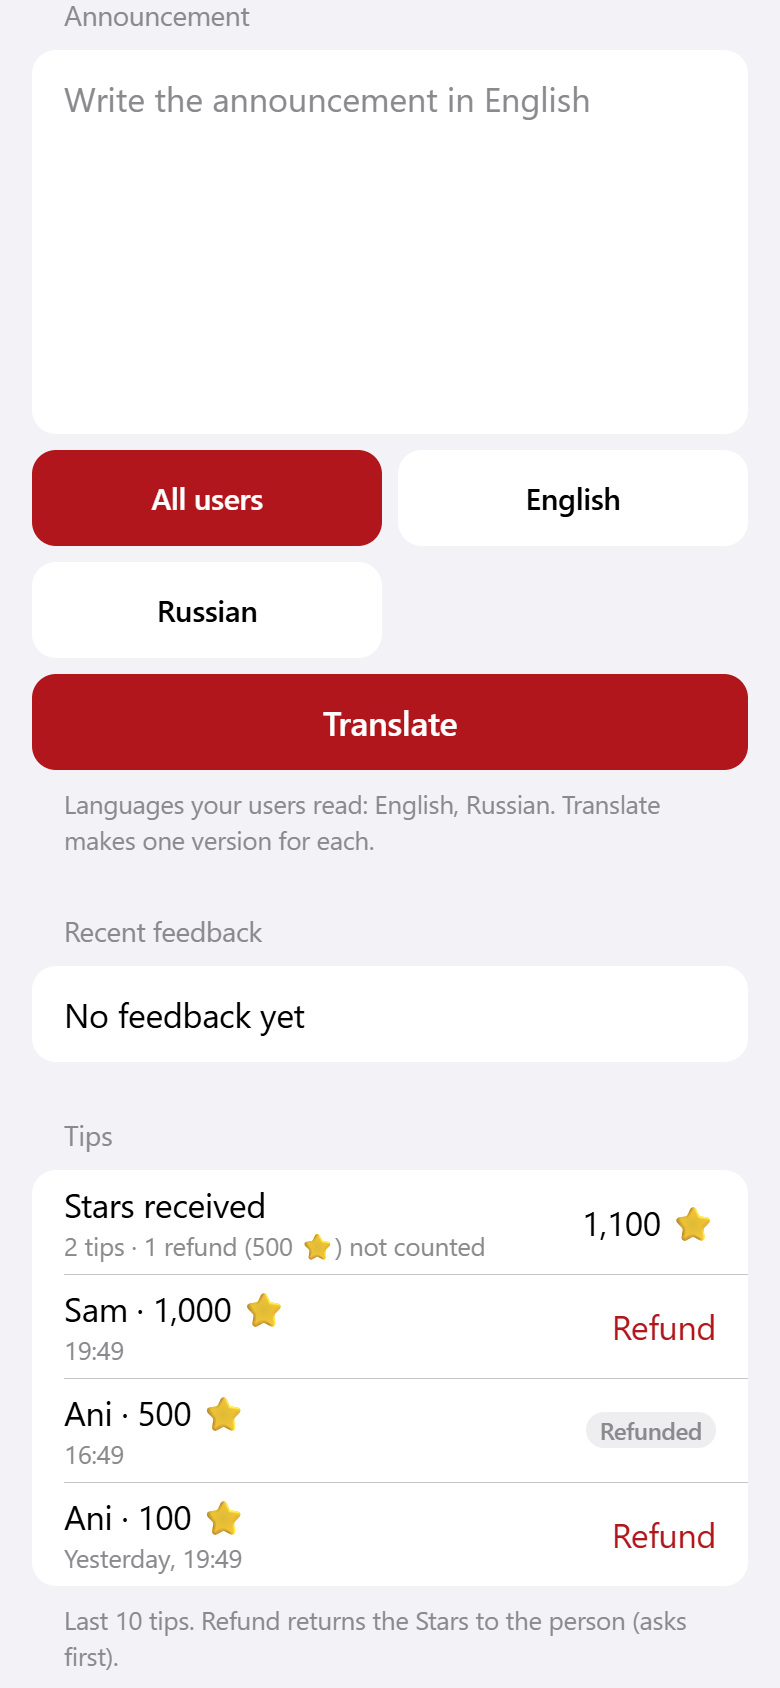 Announcement
Write the announcement in English
All users
English
Russian
Translate
Languages your users read: English, Russian. Translate
makes one version for each.
Recent feedback
No feedback yet
Tips
Stars received
2 tips · 1 refund (500 ⭐) not counted
1,100 ⭐
Sam · 1,000 ⭐
19:49
Refund
Ani · 500 ⭐
16:49
Refunded
Ani · 100 ⭐
Yesterday, 19:49
Refund
Last 10 tips. Refund returns the Stars to the person (asks
first).